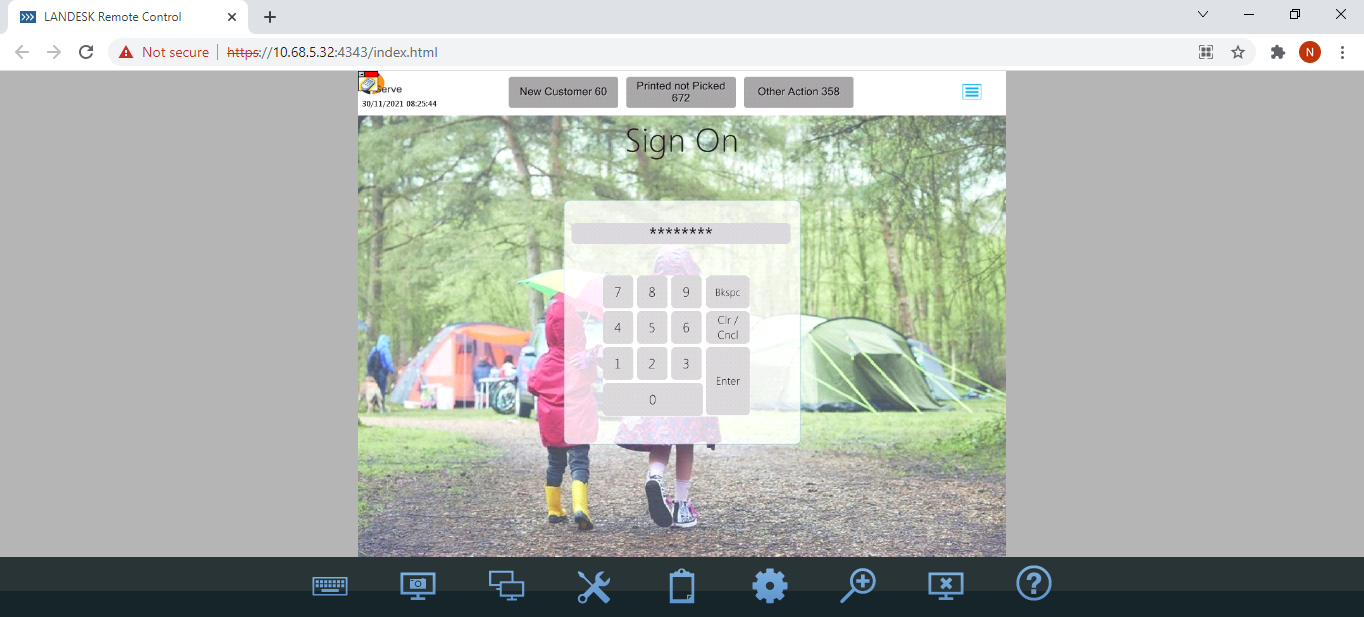 LANDESK Remote Control
Not secure https://10.68.5.32:4343/index.html
N
erve
30/11/2021 08:25:44
New Customer 60
Printed not Picked
672
Other Action 358
Sign On
********
7 8 9 Bkspc
4 5 6 Clr /
Cncl
1 2 3
Enter
0
?